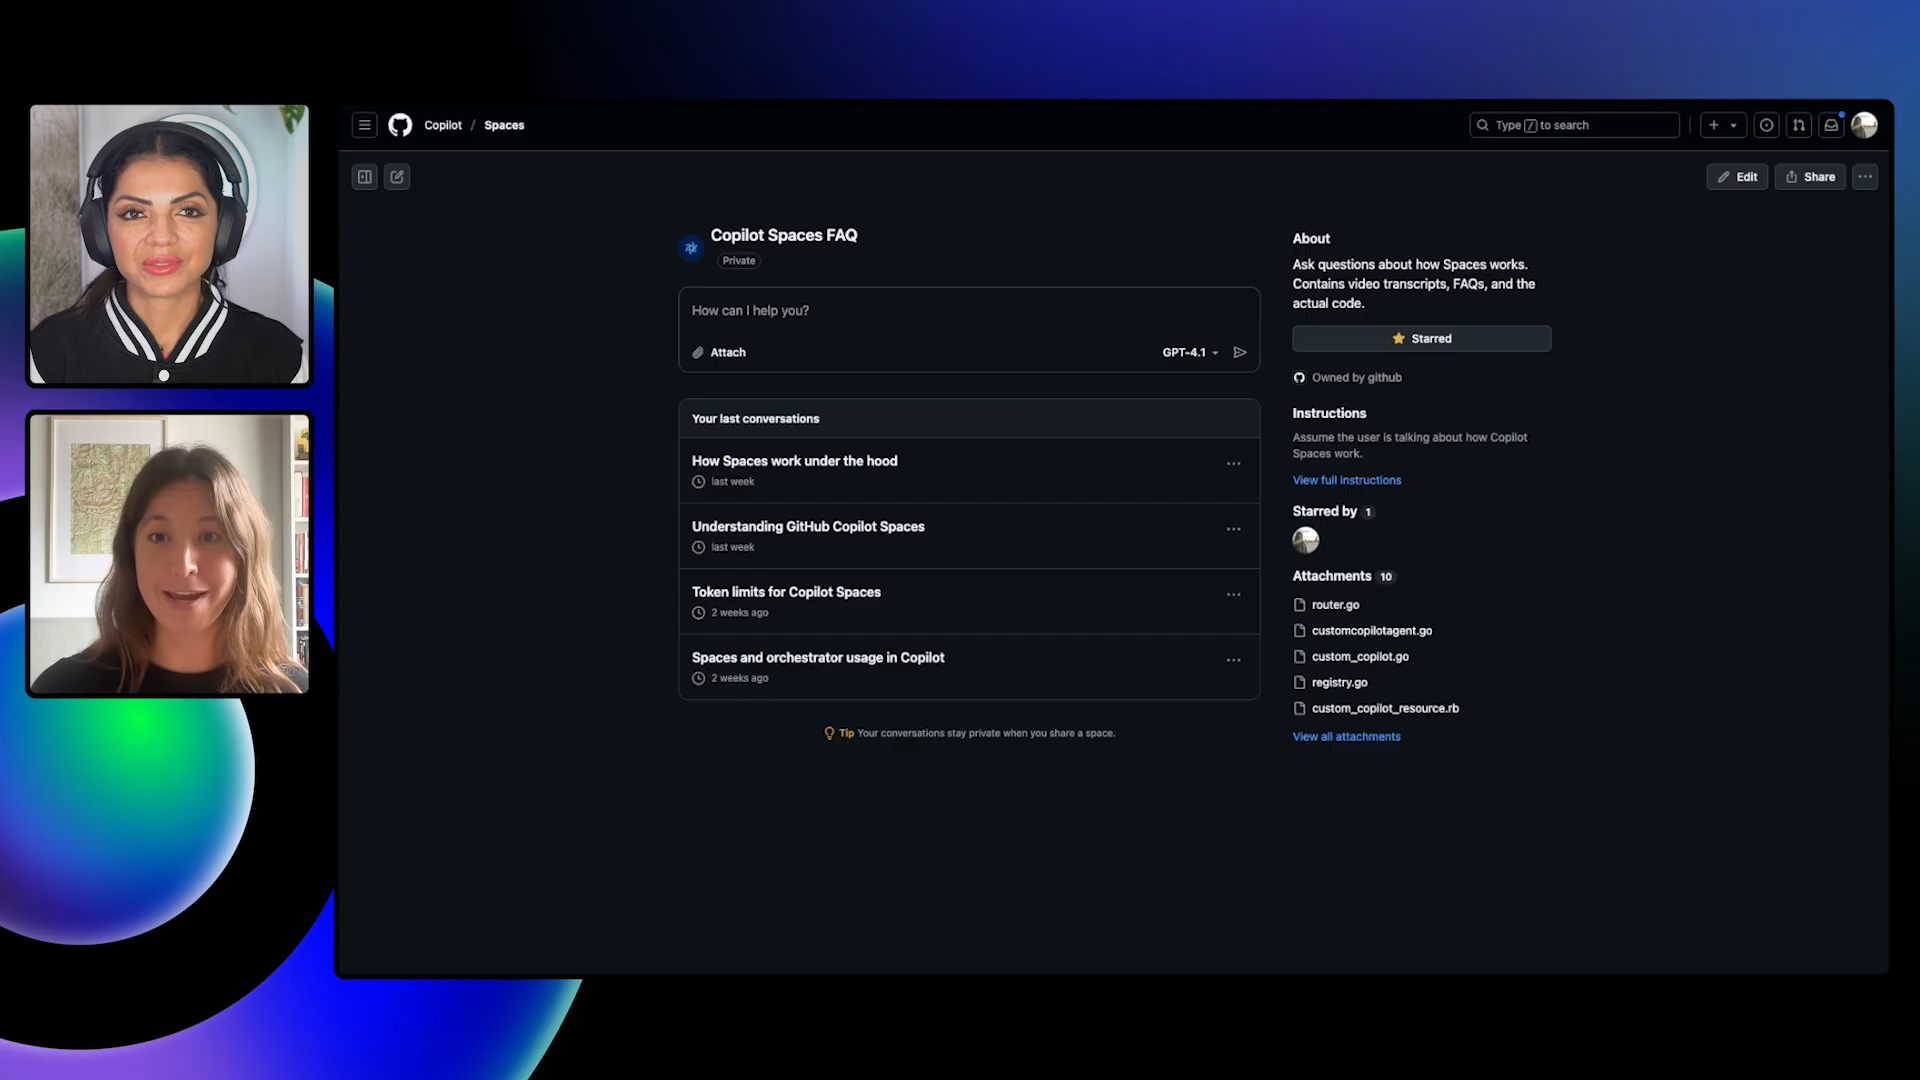 Copilot / Spaces
Type / to search
Edit
Share
Copilot Spaces FAQ
Private
How can I help you?
Attach
GPT-4.1
Your last conversations
How Spaces work under the hood
last week
Understanding GitHub Copilot Spaces
last week
Token limits for Copilot Spaces
2 weeks ago
Spaces and orchestrator usage in Copilot
2 weeks ago
Tip Your conversations stay private when you share a space.
About
Ask questions about how Spaces works.
Contains video transcripts, FAQs, and the
actual code.
Starred
Owned by github
Instructions
Assume the user is talking about how Copilot
Spaces work.
View full instructions
Starred by 1
Attachments 10
router.go
customcopilotagent.go
custom_copilot.go
registry.go
custom_copilot_resource.rb
View all attachments